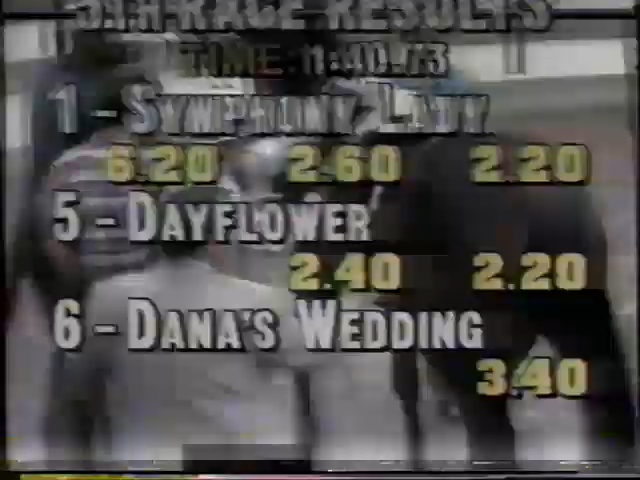 5TH RACE RESULTS
TIME: 1:40.73
1 - SYMPHONY LADY
6.20 2.60 2.20
5 - DAYFLOWER
2.40 2.20
6 - DANA'S WEDDING
3.40